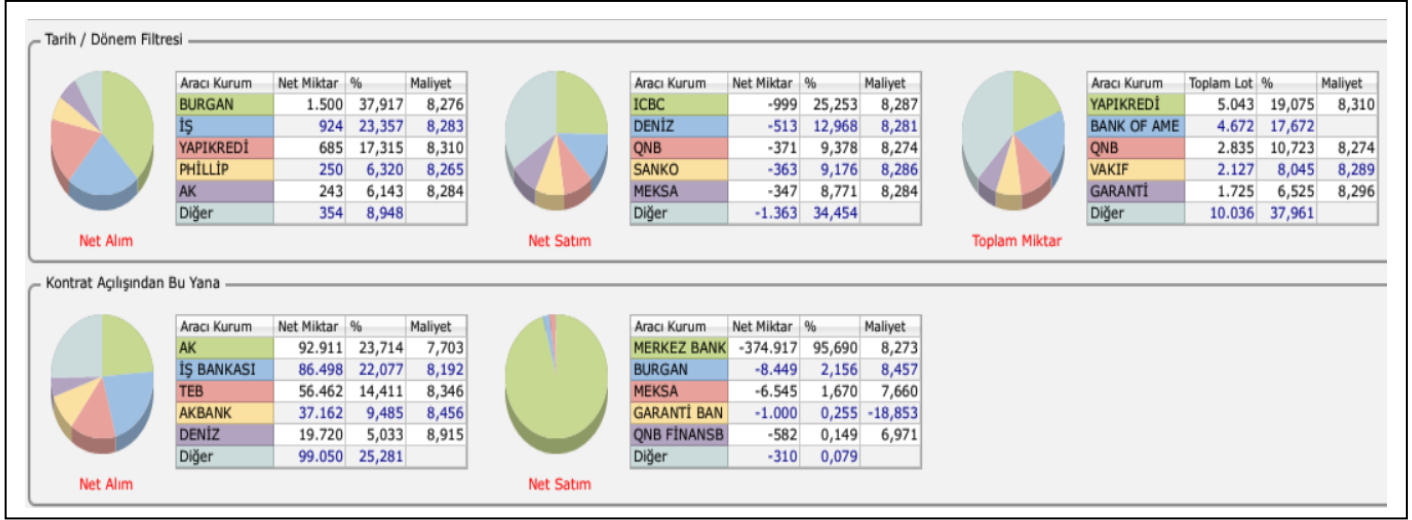 Tarih / Dönem Filtresi
Aracı Kurum Net Miktar % Maliyet
BURGAN 1.500 37,917 8,276
İŞ 924 23,357 8,283
YAPIKREDİ 685 17,315 8,310
PHİLLİP 250 6,320 8,265
AK 243 6,143 8,284
Diğer 354 8,948
Net Alım
Aracı Kurum Net Miktar % Maliyet
ICBC -999 25,253 8,287
DENİZ -513 12,968 8,281
QNB -371 9,378 8,274
SANKO -363 9,176 8,286
MEKSA -347 8,771 8,284
Diğer -1.363 34,454
Net Satım
Aracı Kurum Toplam Lot % Maliyet
YAPIKREDİ 5.043 19,075 8,310
BANK OF AME 4.672 17,672
QNB 2.835 10,723 8,274
VAKIF 2.127 8,045 8,289
GARANTİ 1.725 6,525 8,296
Diğer 10.036 37,961
Toplam Miktar
Kontrat Açılışından Bu Yana
Aracı Kurum Net Miktar % Maliyet
AK 92.911 23,714 7,703
İŞ BANKASI 86.498 22,077 8,192
TEB 56.462 14,411 8,346
AKBANK 37.162 9,485 8,456
DENİZ 19.720 5,033 8,915
Diğer 99.050 25,281
Net Alım
Aracı Kurum Net Miktar % Maliyet
MERKEZ BANK -374.917 95,690 8,273
BURGAN -8.449 2,156 8,457
MEKSA -6.545 1,670 7,660
GARANTİ BAN -1.000 0,255 -18,853
QNB FİNANSB -582 0,149 6,971
Diğer -310 0,079
Net Satım